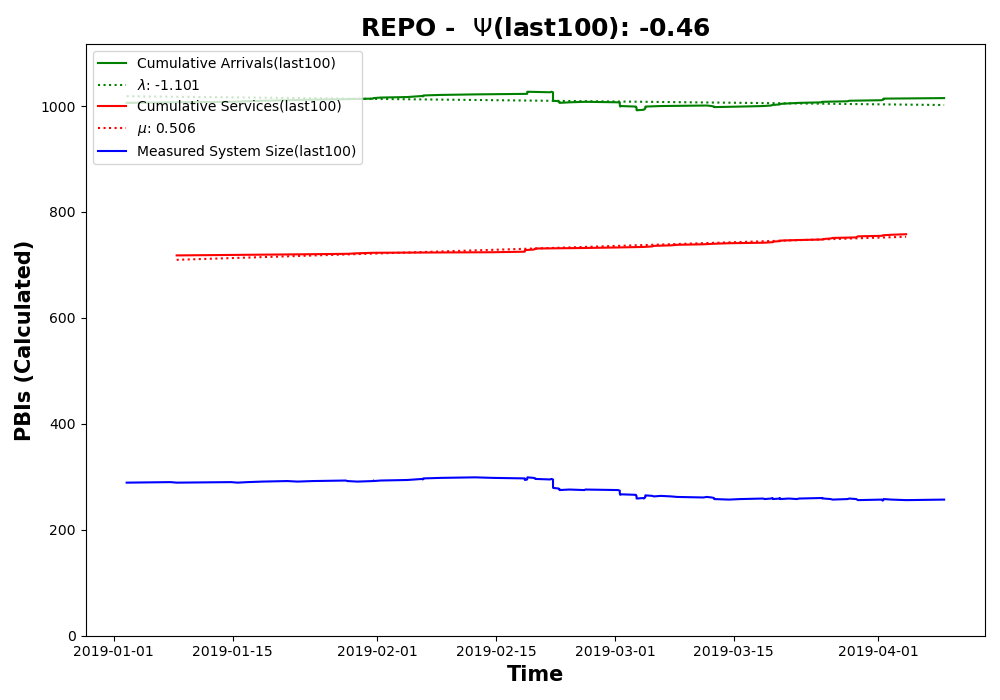 REPO -  Ψ(last100): -0.46
Cumulative Arrivals(last100)
λ: -1.101
Cumulative Services(last100)
μ: 0.506
Measured System Size(last100)
PBIs (Calculated)
1000
800
600
400
200
0
2019-01-01 2019-01-15 2019-02-01 2019-02-15 2019-03-01 2019-03-15 2019-04-01
Time